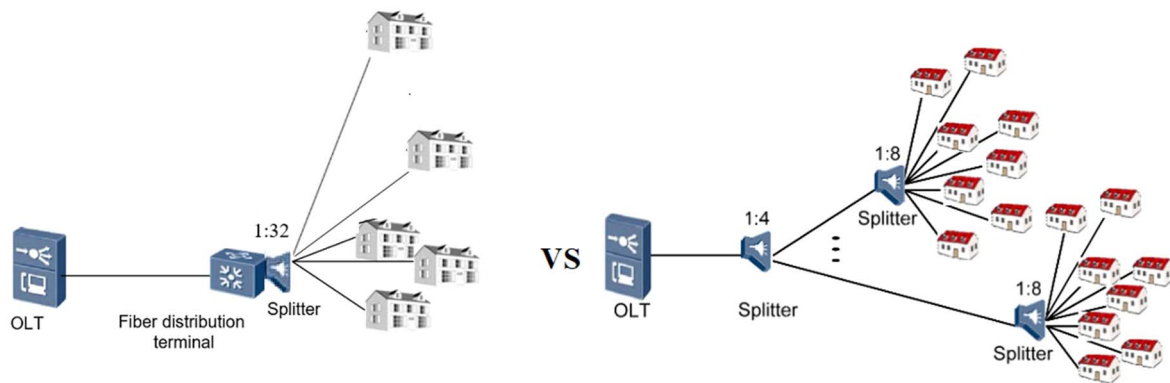 1:32
OLT
Fiber distribution
terminal
Splitter
VS
1:8
Splitter
1:4
OLT
Splitter
1:8
Splitter